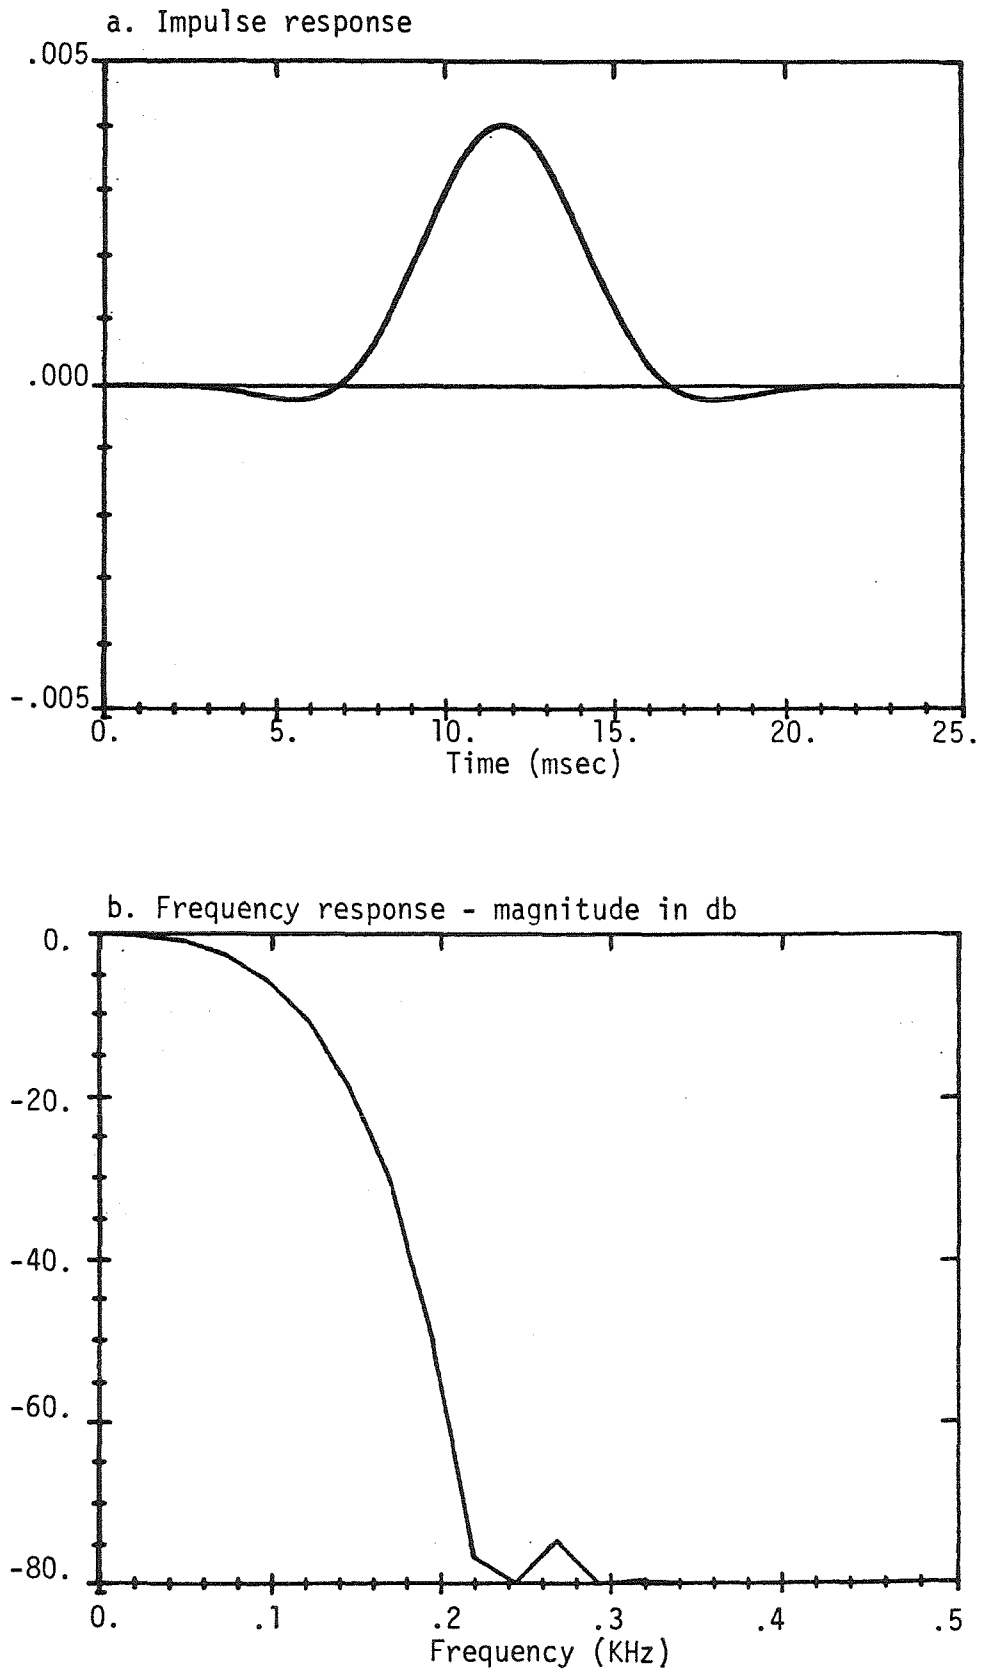 a. Impulse response
.005
.000
-.005
0. 5. 10. 15. 20. 25.
Time (msec)
b. Frequency response - magnitude in db
0.
-20.
-40.
-60.
-80.
0. .1 .2 .3 .4 .5
Frequency (KHz)